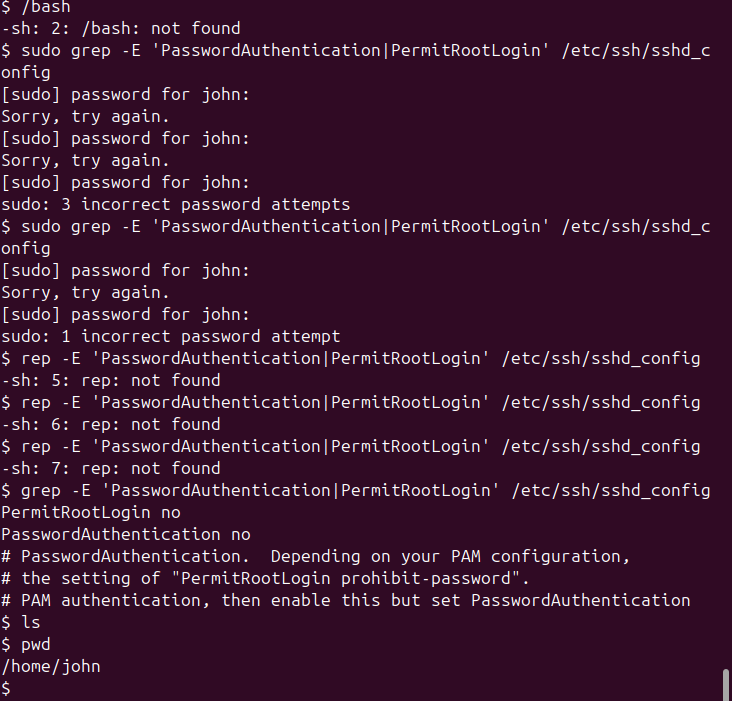 $ /bash
-sh: 2: /bash: not found
$ sudo grep -E 'PasswordAuthentication|PermitRootLogin' /etc/ssh/sshd_c
onfig
[sudo] password for john:
Sorry, try again.
[sudo] password for john:
Sorry, try again.
[sudo] password for john:
sudo: 3 incorrect password attempts
$ sudo grep -E 'PasswordAuthentication|PermitRootLogin' /etc/ssh/sshd_c
onfig
[sudo] password for john:
Sorry, try again.
[sudo] password for john:
sudo: 1 incorrect password attempt
$ rep -E 'PasswordAuthentication|PermitRootLogin' /etc/ssh/sshd_config
-sh: 5: rep: not found
$ rep -E 'PasswordAuthentication|PermitRootLogin' /etc/ssh/sshd_config
-sh: 6: rep: not found
$ rep -E 'PasswordAuthentication|PermitRootLogin' /etc/ssh/sshd_config
-sh: 7: rep: not found
$ grep -E 'PasswordAuthentication|PermitRootLogin' /etc/ssh/sshd_config
PermitRootLogin no
PasswordAuthentication no
# PasswordAuthentication.  Depending on your PAM configuration,
# the setting of "PermitRootLogin prohibit-password".
# PAM authentication, then enable this but set PasswordAuthentication
$ ls
$ pwd
/home/john
$